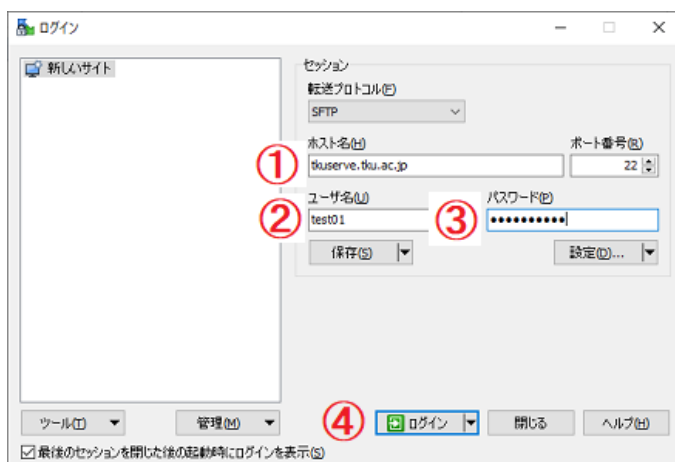 ログイン
新しいサイト
セッション
転送プロトコル(F)
SFTP
ホスト名(H) ポート番号(R)
① tkuserve.tku.ac.jp 22
ユーザ名(U) パスワード(P)
② test01 ③ ●●●●●●●●●●
保存(S) 設定(D)...
ツール(T) 管理(M) ④ ログイン 閉じる ヘルプ(H)
最後のセッションを閉じた後の起動時にログインを表示(S)